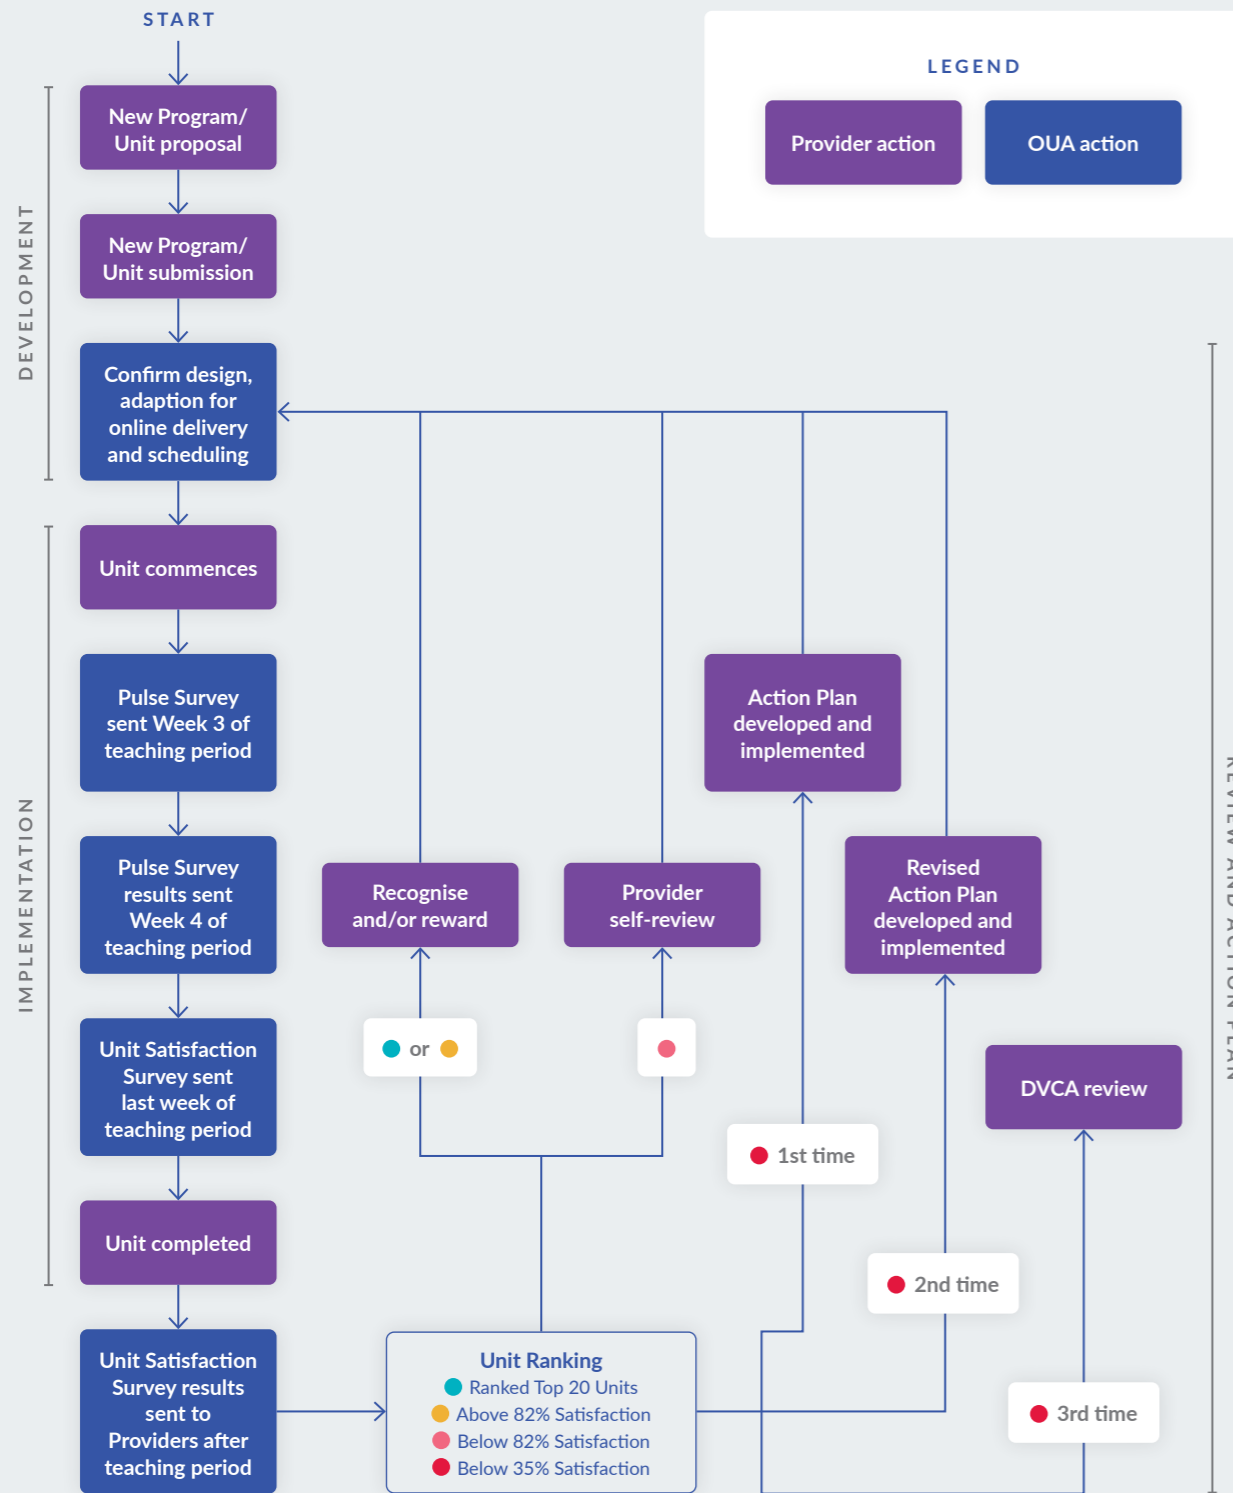 START
LEGEND
Provider action
OUA action
DEVELOPMENT
New Program/
Unit proposal
New Program/
Unit submission
Confirm design,
adaption for
online delivery
and scheduling
IMPLEMENTATION
Unit commences
Pulse Survey
sent Week 3 of
teaching period
Pulse Survey
results sent
Week 4 of
teaching period
Unit Satisfaction
Survey sent
last week of
teaching period
Unit completed
Unit Satisfaction
Survey results
sent to
Providers after
teaching period
Recognise
and/or reward
or
Provider
self-review
Action Plan
developed and
implemented
1st time
Revised
Action Plan
developed and
implemented
2nd time
DVCA review
3rd time
Unit Ranking
Ranked Top 20 Units
Above 82% Satisfaction
Below 82% Satisfaction
Below 35% Satisfaction
REVIEW AND ACTION PLAN